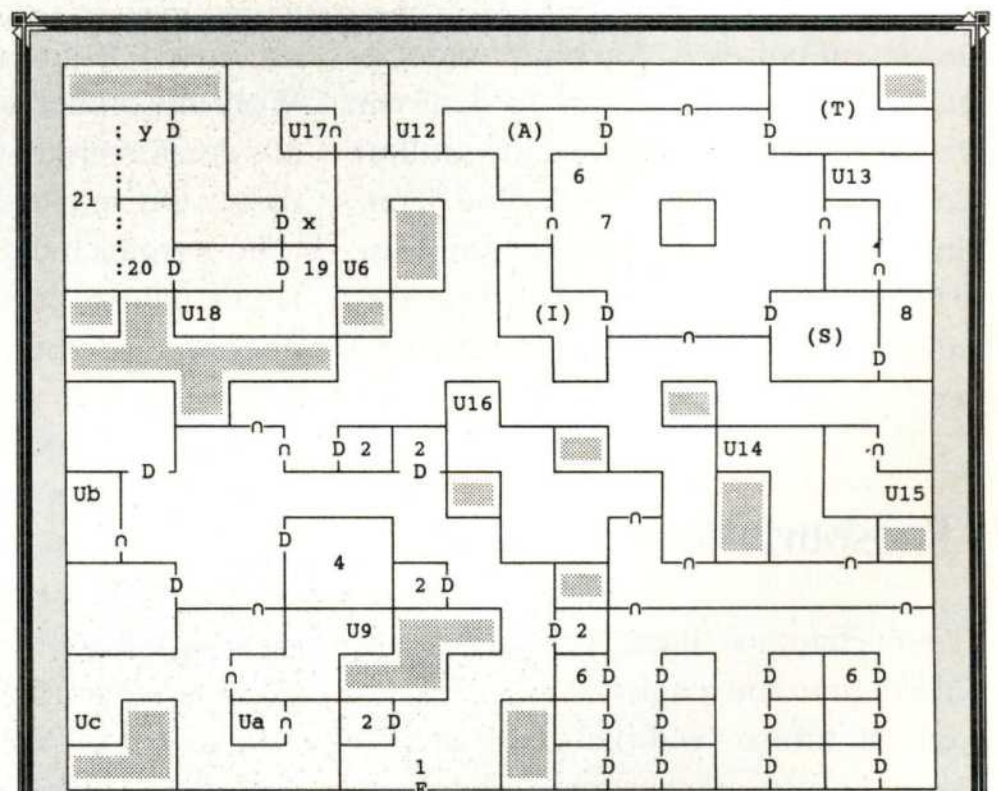 (T)
y D U17∩ U12 (A) D ∩ D
6 U13
21 D x ∩ 7 ∩
20 D D 19 U6 ∩
U18 (I) D D (S) 8
∩ D
U16
∩ ∩ D 2 2 U14 ∩
D D
Ub U15
∩ D ∩
4 ∩ ∩
D 2 D
∩ ∩ ∩
U9 D 2
∩ 6 D D D 6 D
Uc Ua ∩ 2 D D D D D
1 D D D D
E